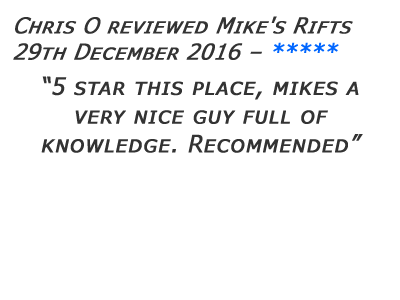 Chris O reviewed Mike's Rifts
29th December 2016 – *****
“5 star this place, mikes a
very nice guy full of
knowledge. Recommended”